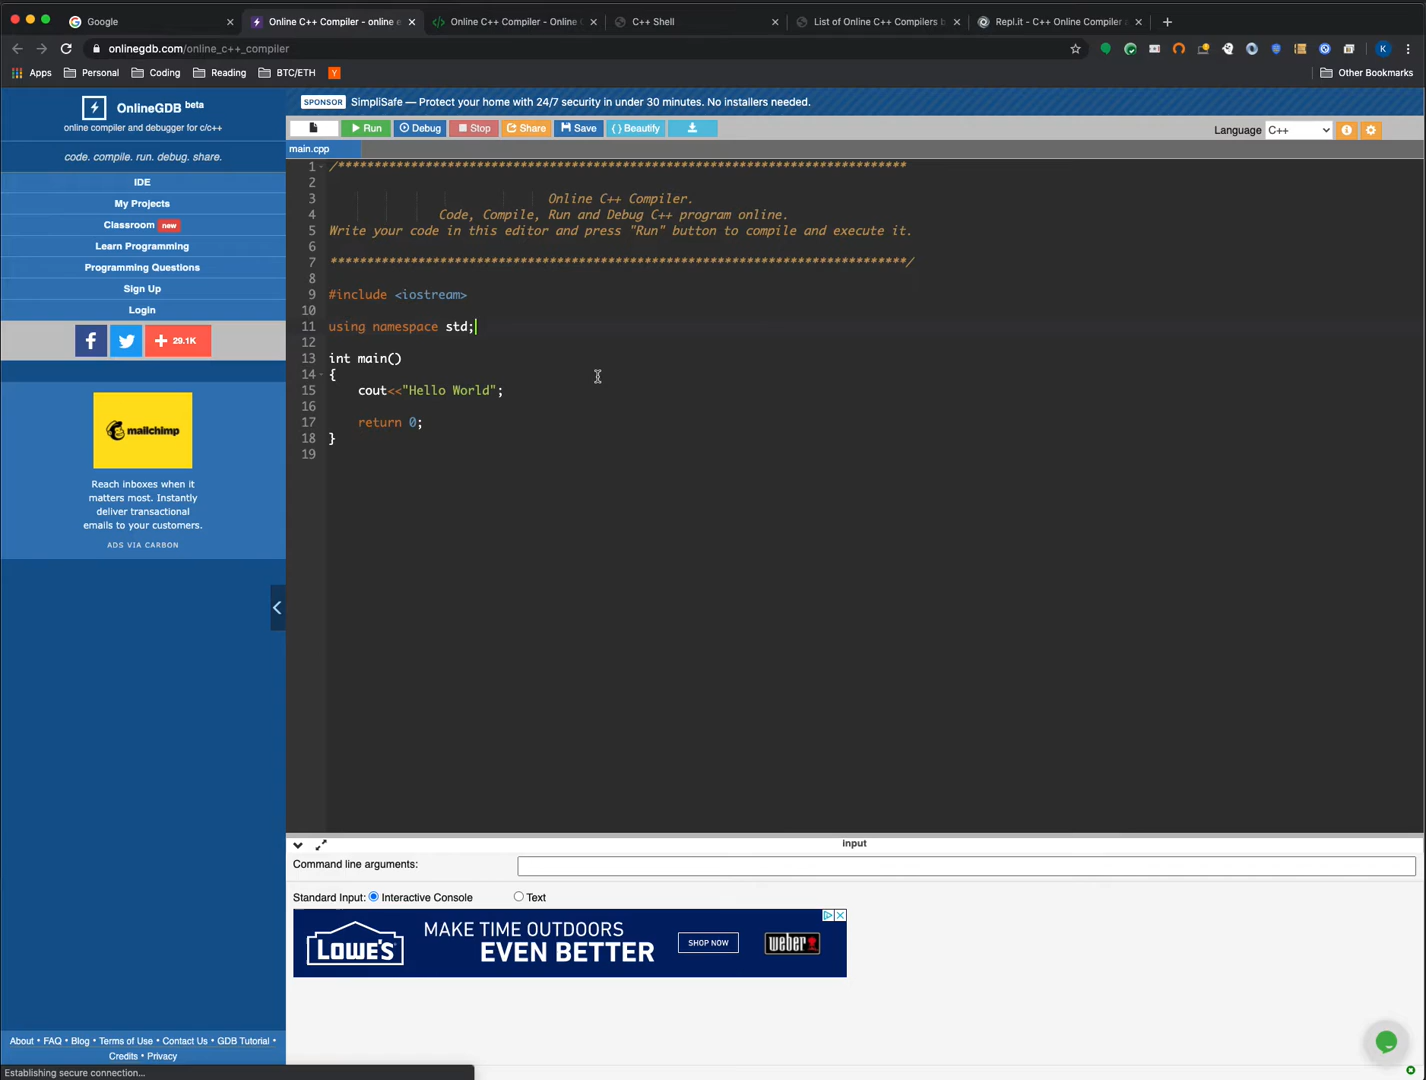 Google
Online C++ Compiler - online e
Online C++ Compiler - Online
C++ Shell
List of Online C++ Compilers b
Repl.it - C++ Online Compiler
onlinegdb.com/online_c++_compiler
K
Apps
Personal
Coding
Reading
BTC/ETH
Y
Other Bookmarks
OnlineGDB beta
online compiler and debugger for c/c++
code. compile. run. debug. share.
IDE
My Projects
Classroom new
Learn Programming
Programming Questions
Sign Up
Login
29.1K
mailchimp
Reach inboxes when it
matters most. Instantly
deliver transactional
emails to your customers.
ADS VIA CARBON
About • FAQ • Blog • Terms of Use • Contact Us • GDB Tutorial •
Credits • Privacy
Establishing secure connection...
SPONSOR SimpliSafe — Protect your home with 24/7 security in under 30 minutes. No installers needed.
Run Debug Stop Share Save { } Beautify
Language C++
main.cpp
1 /******************************************************************************
2
3 Online C++ Compiler.
4 Code, Compile, Run and Debug C++ program online.
5 Write your code in this editor and press "Run" button to compile and execute it.
6
7 *******************************************************************************/
8
9 #include <iostream>
10
11 using namespace std;
12
13 int main()
14 {
15 cout<<"Hello World";
16
17 return 0;
18 }
19
input
Command line arguments:
Standard Input: Interactive Console Text
LOWE'S
MAKE TIME OUTDOORS
EVEN BETTER
SHOP NOW
weber